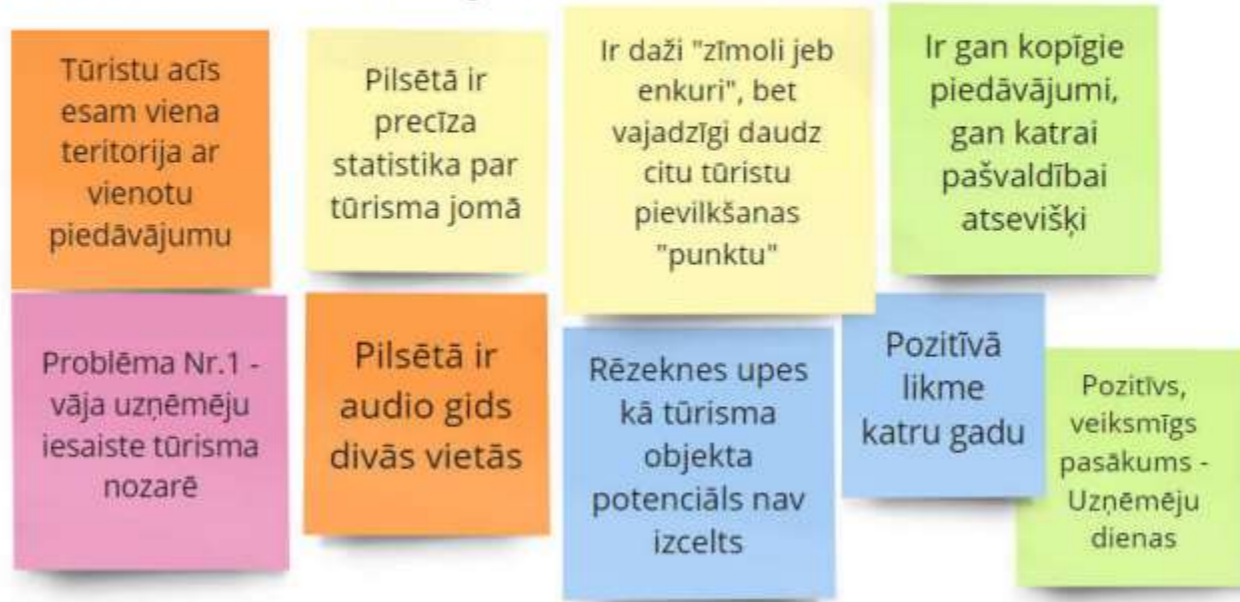 Tūristu acīs
esam viena
teritorija ar
vienotu
piedāvājumu
Pilsētā ir
precīza
statistika par
tūrisma jomā
Ir daži "zīmoli jeb
enkuri", bet
vajadzīgi daudz
citu tūristu
pievilkšanas
"punktu"
Ir gan kopīgie
piedāvājumi,
gan katrai
pašvaldībai
atsevišķi
Problēma Nr.1 -
vāja uzņēmēju
iesaiste tūrisma
nozarē
Pilsētā ir
audio gids
divās vietās
Rēzeknes upes
kā tūrisma
objekta
potenciāls nav
izcelts
Pozitīvā
likme
katru gadu
Pozitīvs,
veiksmīgs
pasākums -
Uzņēmēju
dienas